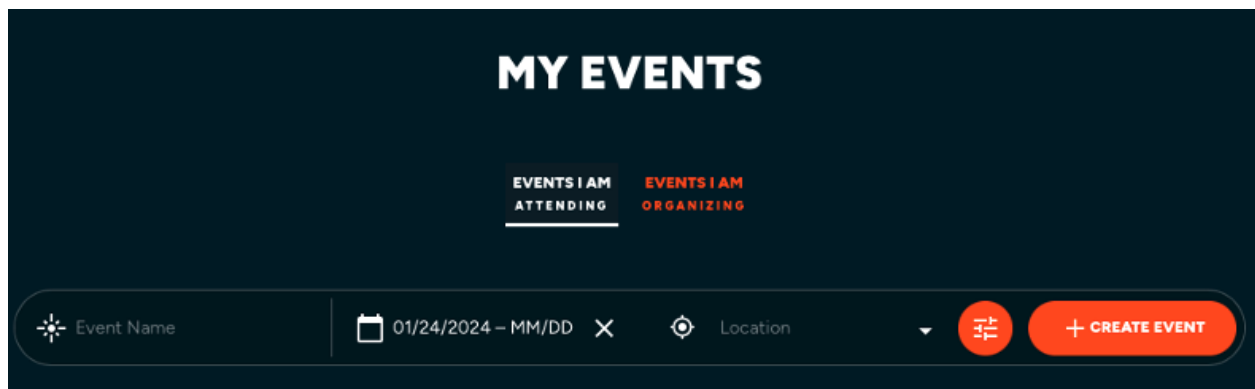 MY EVENTS
EVENTS I AM
ATTENDING
EVENTS I AM
ORGANIZING
Event Name
01/24/2024 – MM/DD
Location
CREATE EVENT